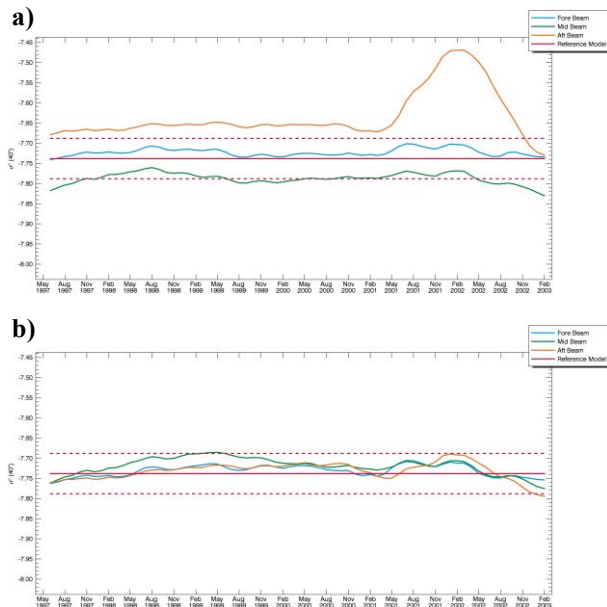 a)
Fore Beam
Mid Beam
Aft Beam
Reference Model
-7.45
-7.50
-7.55
-7.60
-7.65
-7.70
-7.75
-7.80
-7.85
-7.90
-7.95
-8.00
σ° (40°)
May Aug Nov Feb May Aug Nov Feb May Aug Nov Feb May Aug Nov Feb May Aug Nov Feb May Aug Nov Feb
1997 1997 1997 1998 1998 1998 1998 1999 1999 1999 1999 2000 2000 2000 2000 2001 2001 2001 2001 2002 2002 2002 2002 2003
b)
Fore Beam
Mid Beam
Aft Beam
Reference Model
-7.45
-7.50
-7.55
-7.60
-7.65
-7.70
-7.75
-7.80
-7.85
-7.90
-7.95
-8.00
σ° (40°)
May Aug Nov Feb May Aug Nov Feb May Aug Nov Feb May Aug Nov Feb May Aug Nov Feb May Aug Nov Feb
1997 1997 1997 1998 1998 1998 1998 1999 1999 1999 1999 2000 2000 2000 2000 2001 2001 2001 2001 2002 2002 2002 2002 2003